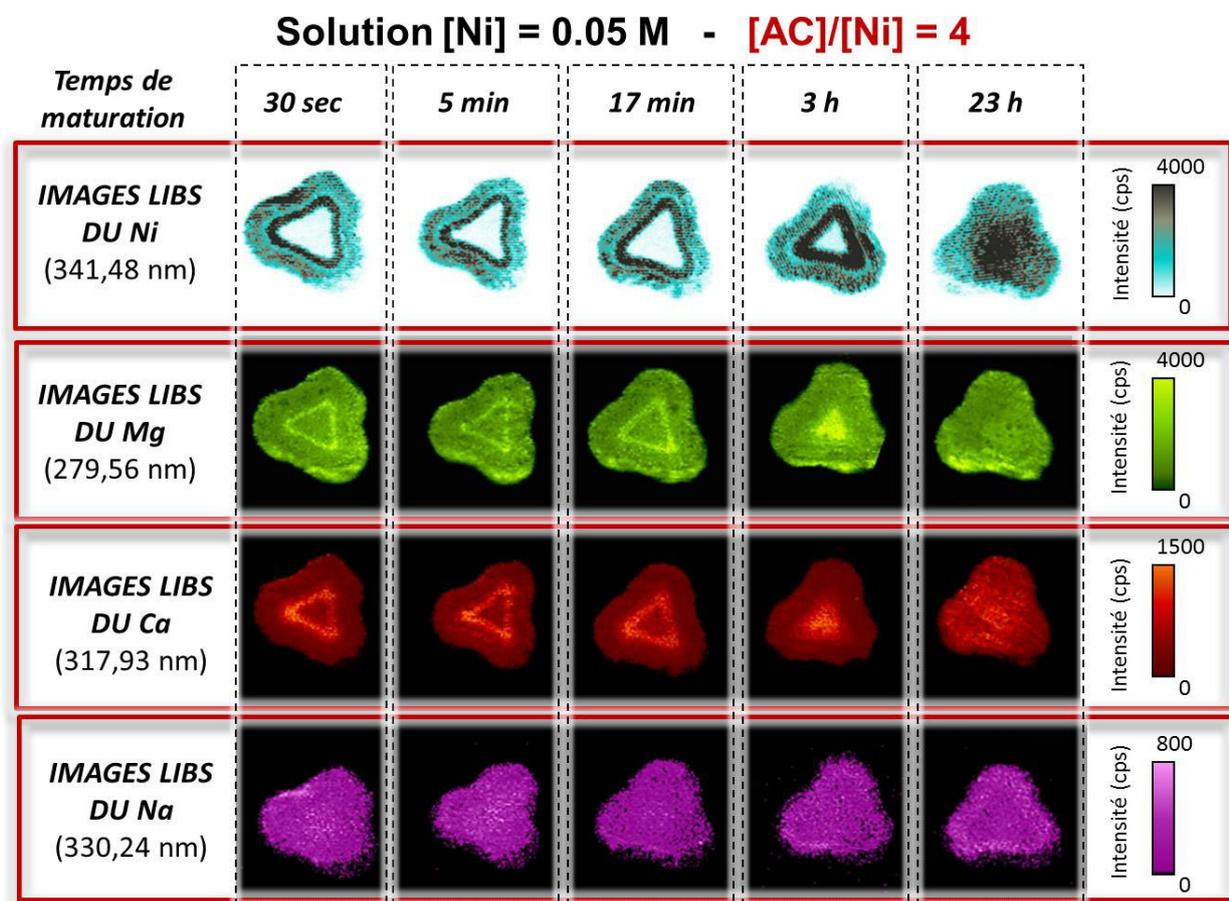 Solution [Ni] = 0.05 M - [AC]/[Ni] = 4
Temps de
maturation
30 sec
5 min
17 min
3 h
23 h
IMAGES LIBS
DU Ni
(341,48 nm)
Intensité (cps)
4000
0
IMAGES LIBS
DU Mg
(279,56 nm)
Intensité (cps)
4000
0
IMAGES LIBS
DU Ca
(317,93 nm)
Intensité (cps)
1500
0
IMAGES LIBS
DU Na
(330,24 nm)
Intensité (cps)
800
0